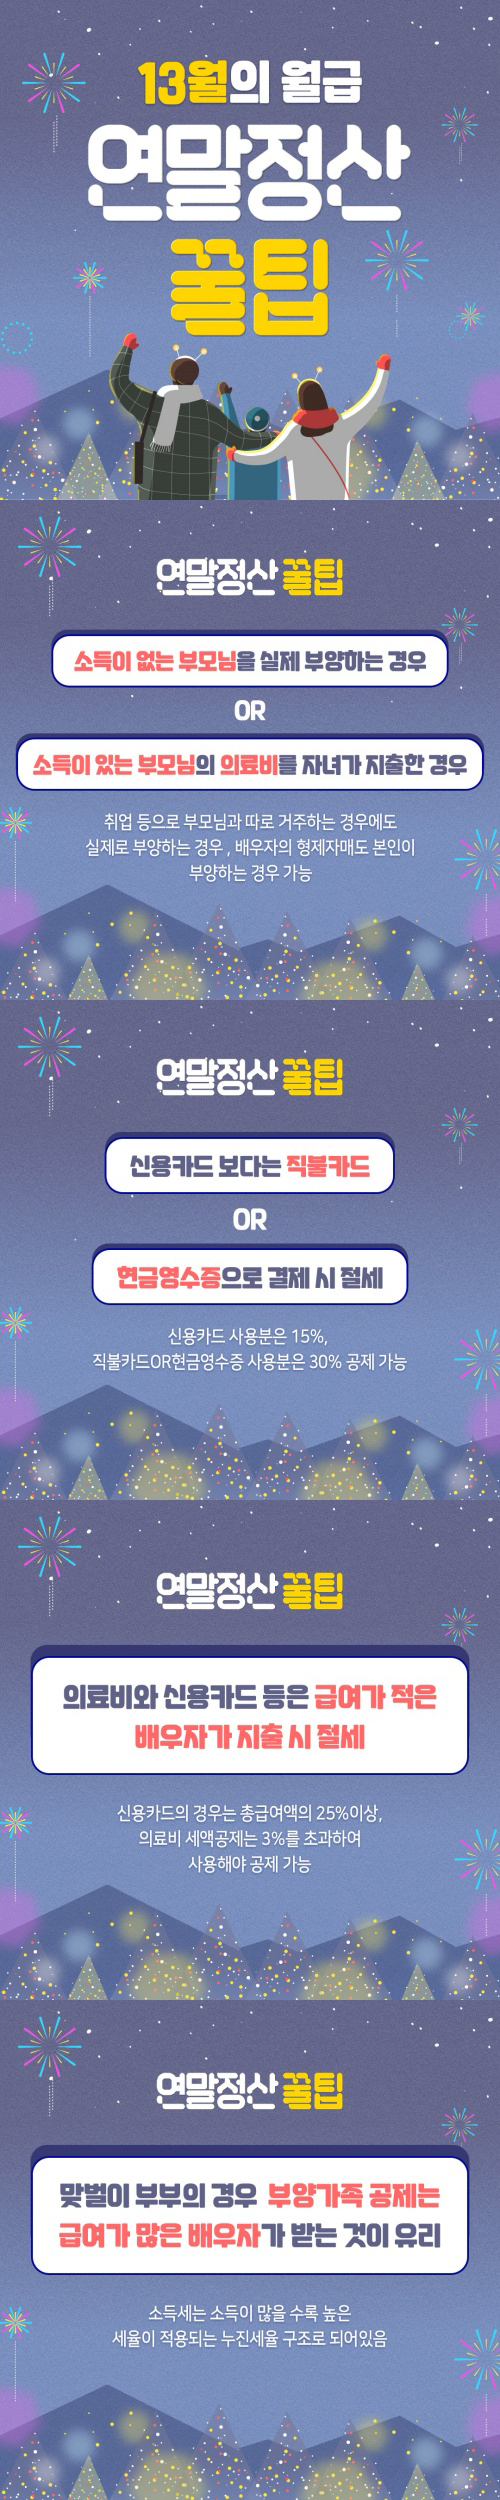 13월의 월급
연말정산
꿀팁
연말정산 꿀팁
소득이 없는 부모님을 실제 부양하는 경우
OR
소득이 있는 부모님의 의료비를 자녀가 지출한 경우
취업 등으로 부모님과 따로 거주하는 경우에도
실제로 부양하는 경우 , 배우자의 형제자매도 본인이
부양하는 경우 가능
연말정산 꿀팁
신용카드 보다는 직불카드
OR
현금영수증으로 결제 시 절세
신용카드 사용분은 15%,
직불카드OR현금영수증 사용분은 30% 공제 가능
연말정산 꿀팁
의료비와 신용카드 등은 급여가 적은
배우자가 지출 시 절세
신용카드의 경우는 총급여액의 25%이상,
의료비 세액공제는 3%를 초과하여
사용해야 공제 가능
연말정산 꿀팁
맞벌이 부부의 경우 부양가족 공제는
급여가 많은 배우자가 받는 것이 유리
소득세는 소득이 많을 수록 높은
세율이 적용되는 누진세율 구조로 되어있음